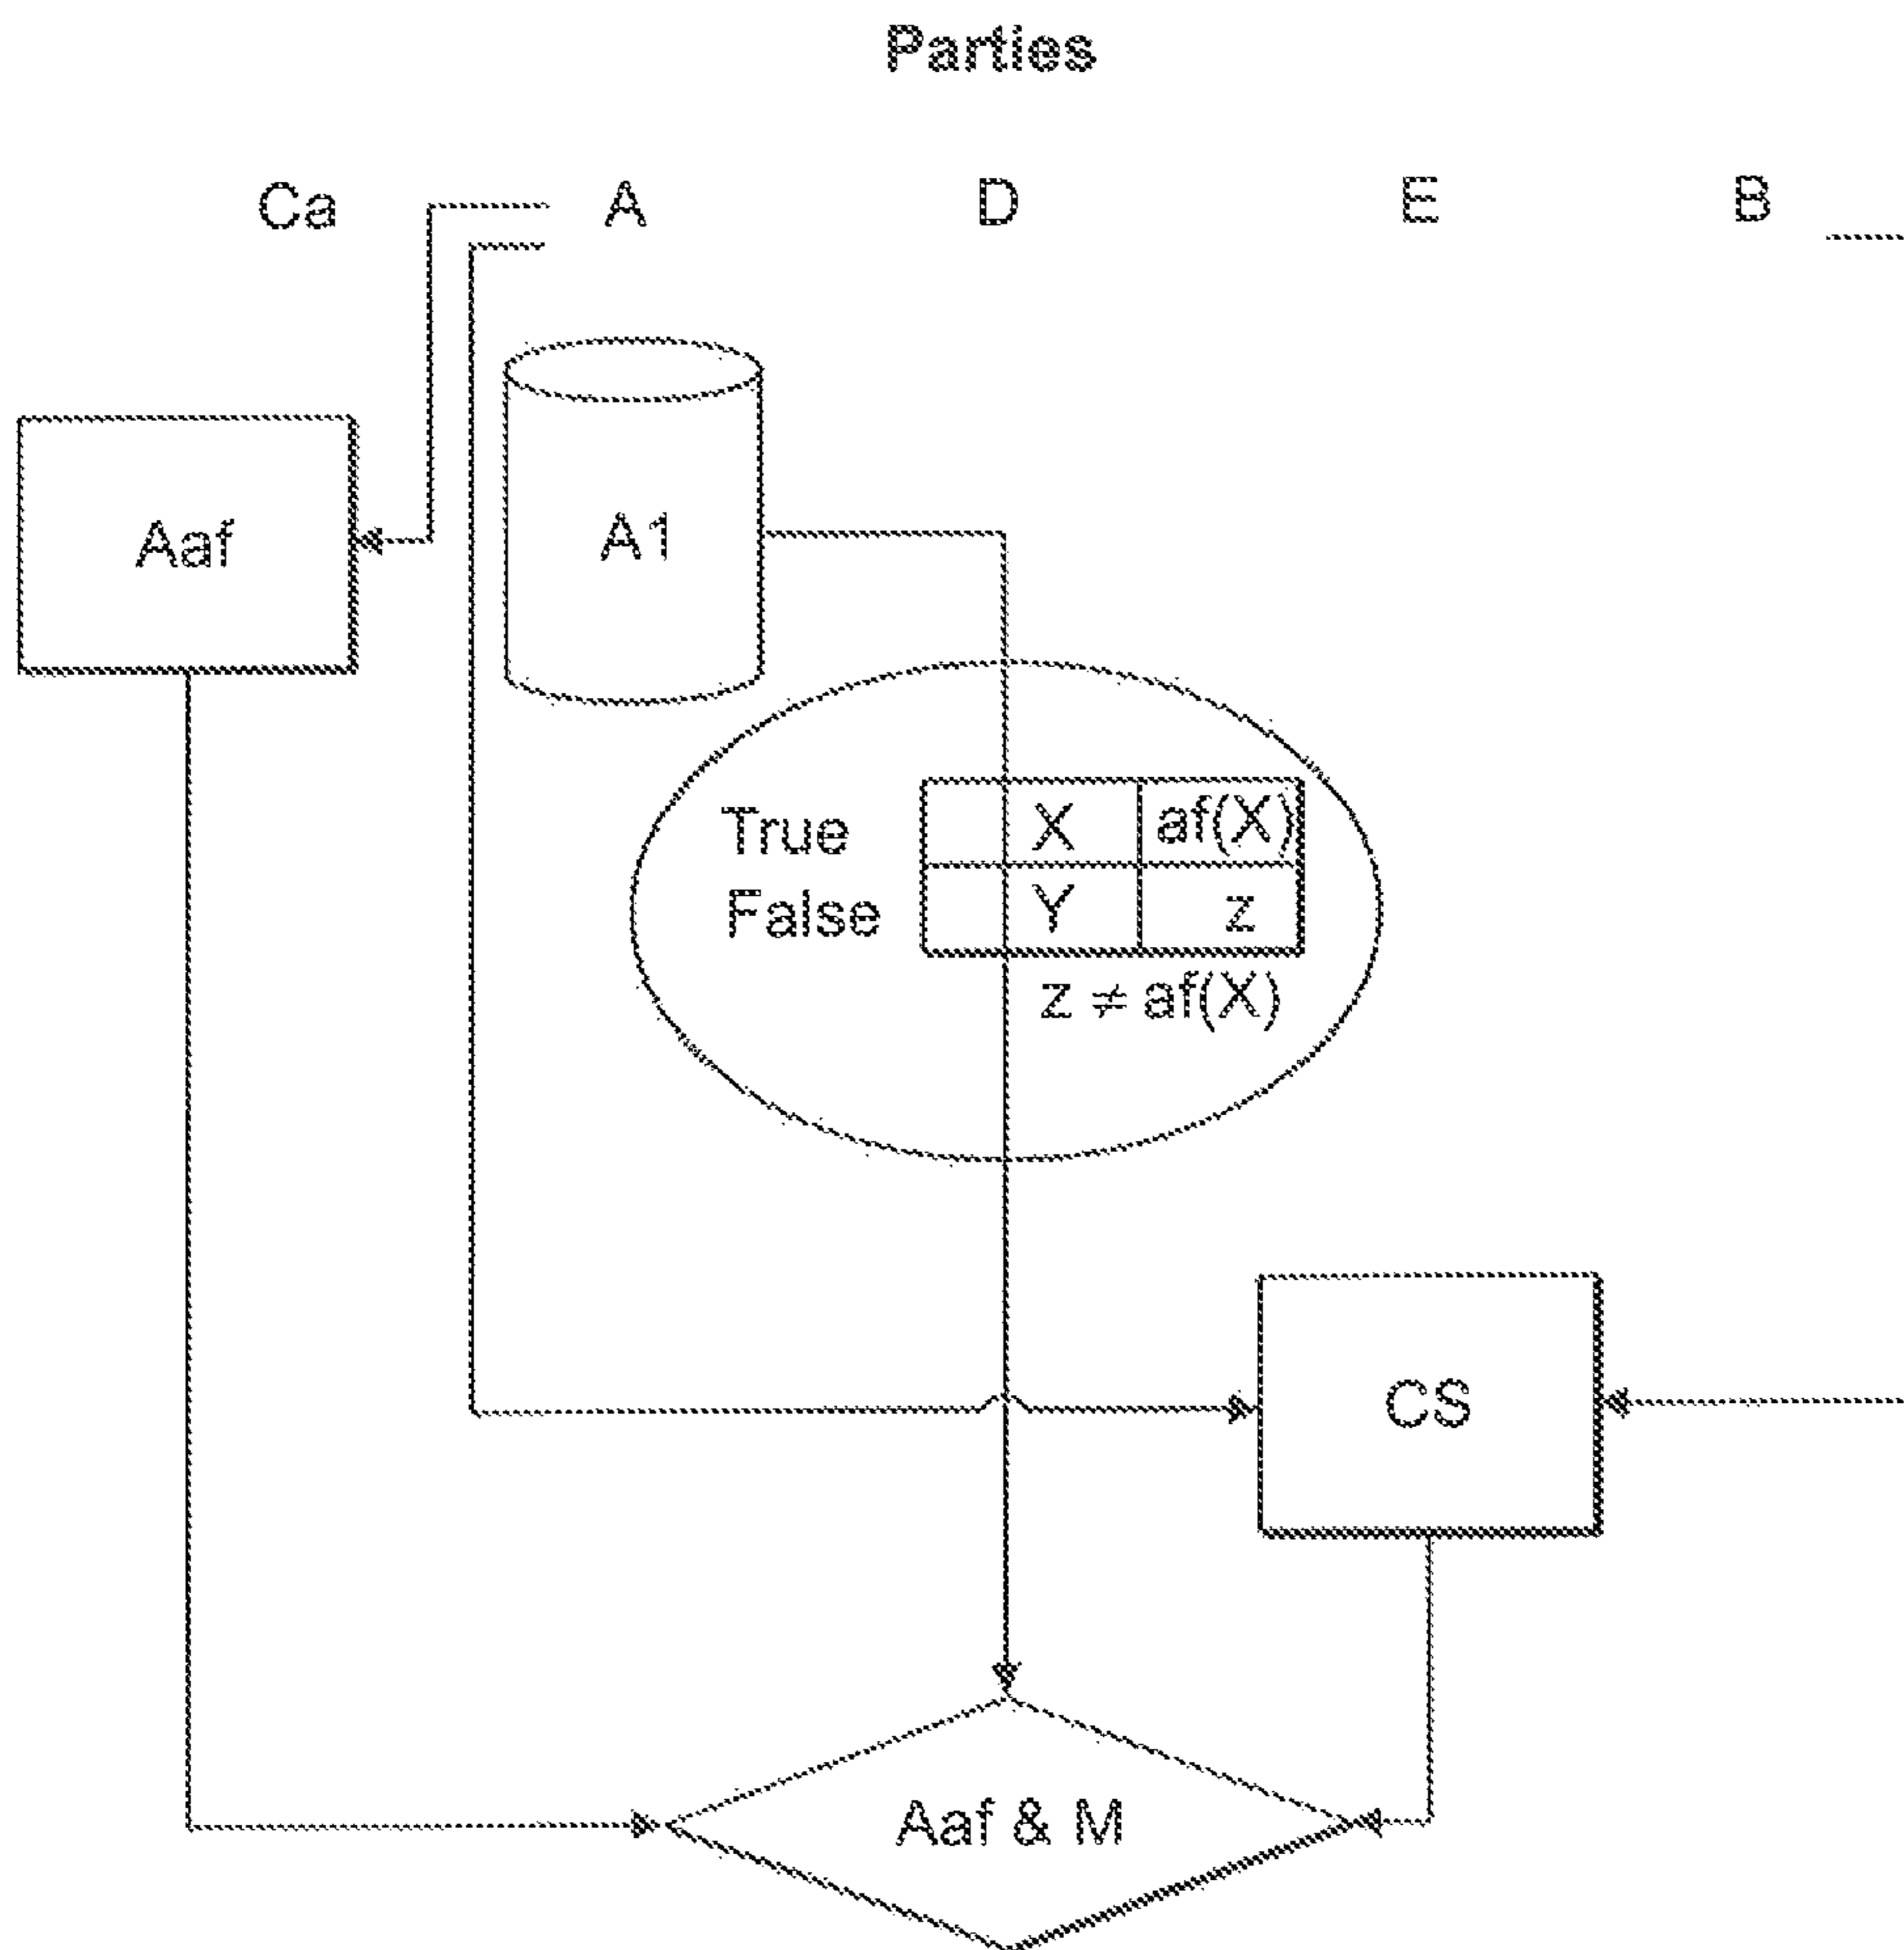 Parties
Ca A D E B
Aaf
A1
True X af(X)
False Y z
z ≠ af(X)
CS
Aaf & M